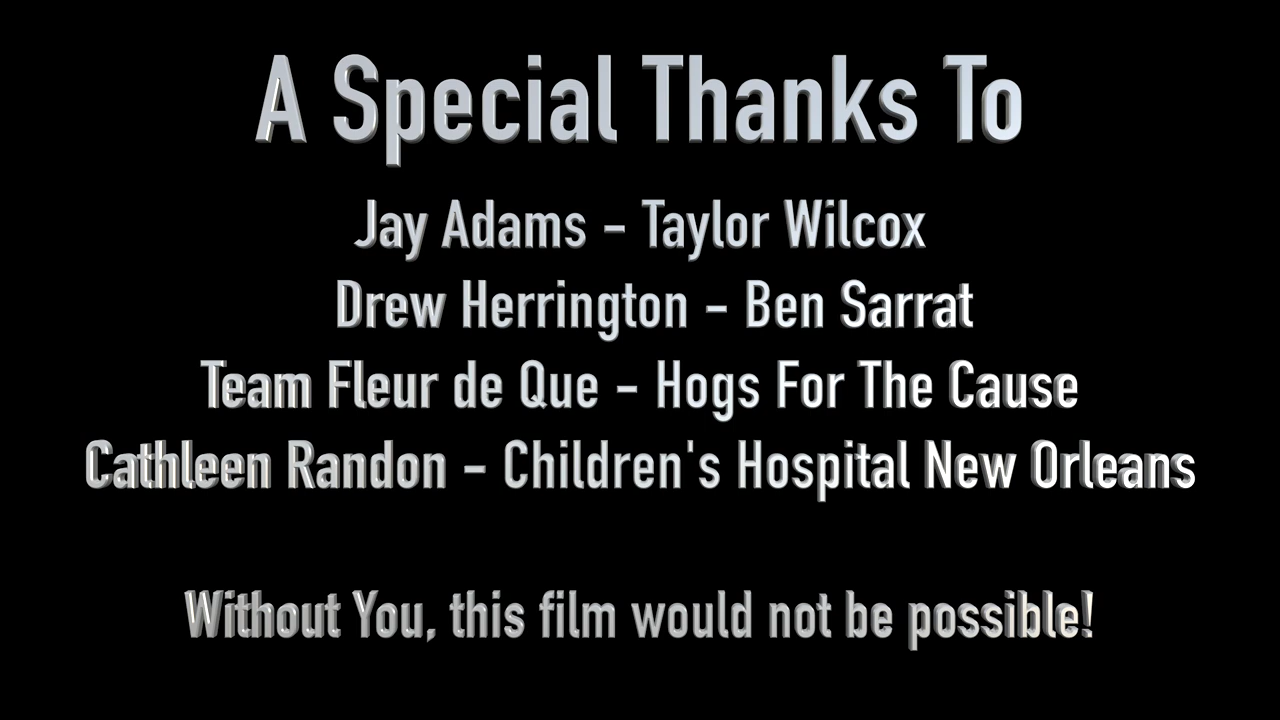 A Special Thanks To
Jay Adams - Taylor Wilcox
Drew Herrington - Ben Sarrat
Team Fleur de Que - Hogs For The Cause
Cathleen Randon - Children's Hospital New Orleans
Without You, this film would not be possible!